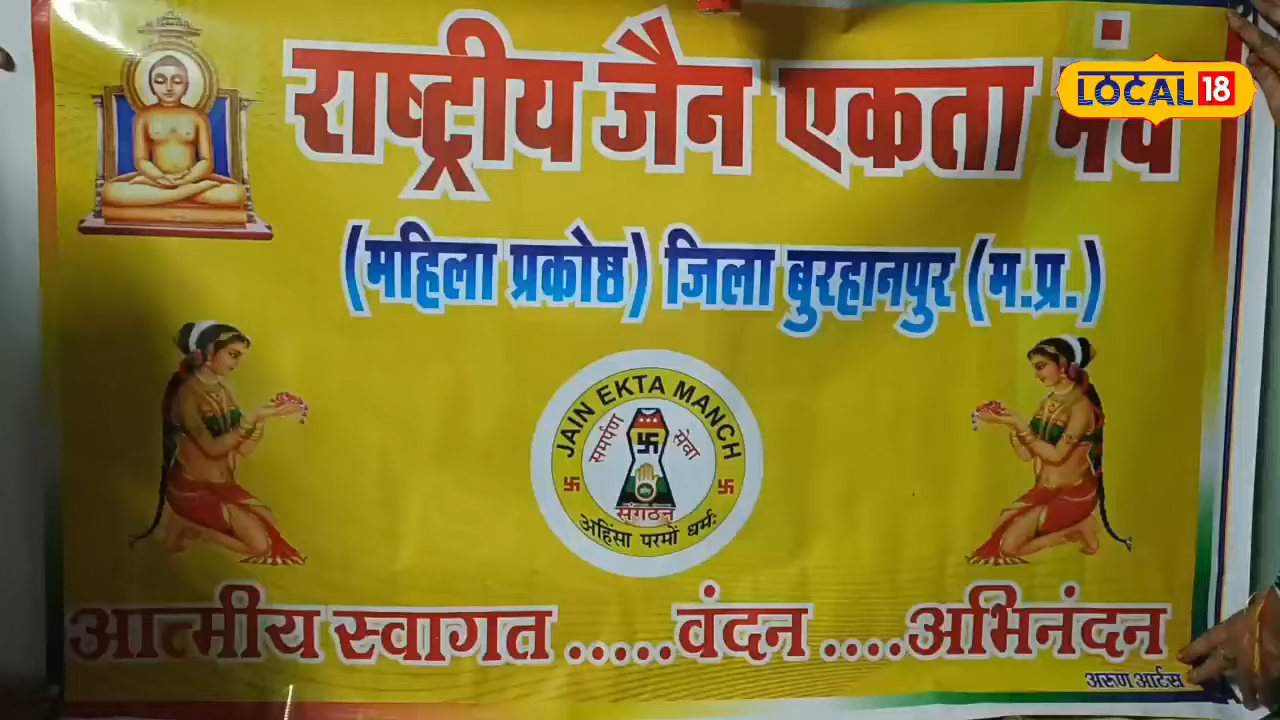 राष्ट्रीय जैन एकता मंच
LOCAL 18
(महिला प्रकोष्ठ) जिला बुरहानपुर (म.प्र.)
JAIN EKTA MANCH
समर्पण सेवा
संगठन
अहिंसा परमों धर्मः
आत्मीय स्वागत .....वंदन ....अभिनंदन
अरुण आर्टस